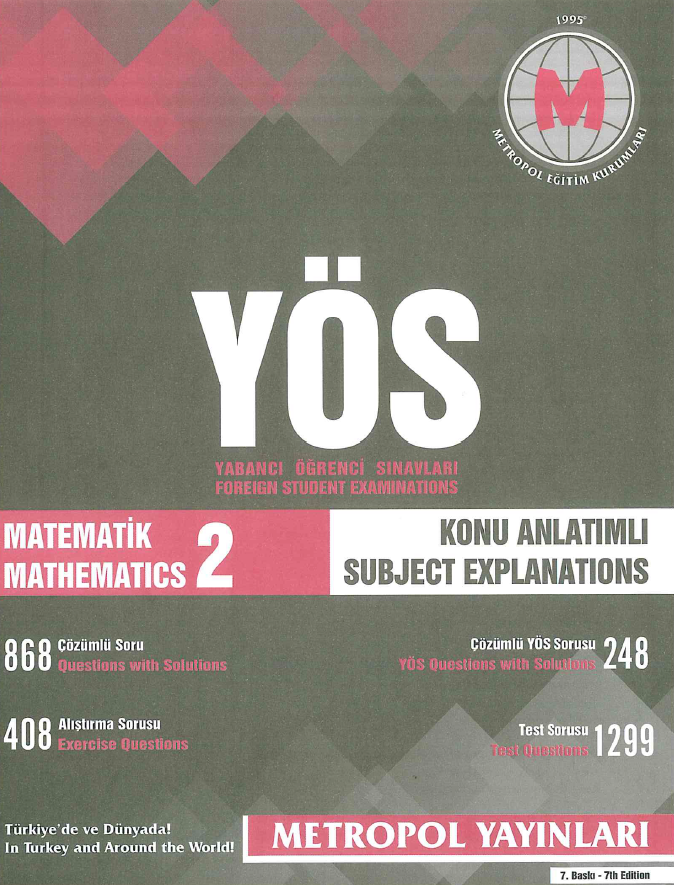 1995®
METROPOL EĞİTİM KURUMLARI
YÖS
YABANCI ÖĞRENCİ SINAVLARI
FOREIGN STUDENT EXAMINATIONS
MATEMATİK
MATHEMATICS 2
KONU ANLATIMLI
SUBJECT EXPLANATIONS
868 Çözümlü Soru
Questions with Solutions
Çözümlü YÖS Sorusu 248
YÖS Questions with Solutions
408 Alıştırma Sorusu
Exercise Questions
Test Sorusu 1299
Test Questions
Türkiye'de ve Dünyada!
In Turkey and Around the World!
METROPOL YAYINLARI
7. Baskı - 7th Edition